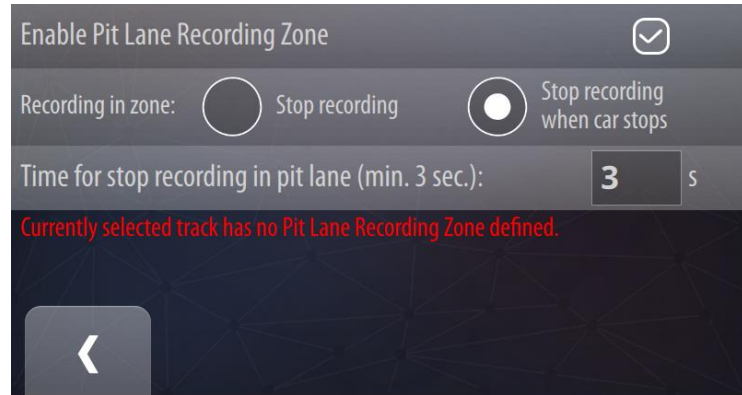 Enable Pit Lane Recording Zone
Recording in zone: Stop recording Stop recording
when car stops
Time for stop recording in pit lane (min. 3 sec.): 3 s
Currently selected track has no Pit Lane Recording Zone defined.